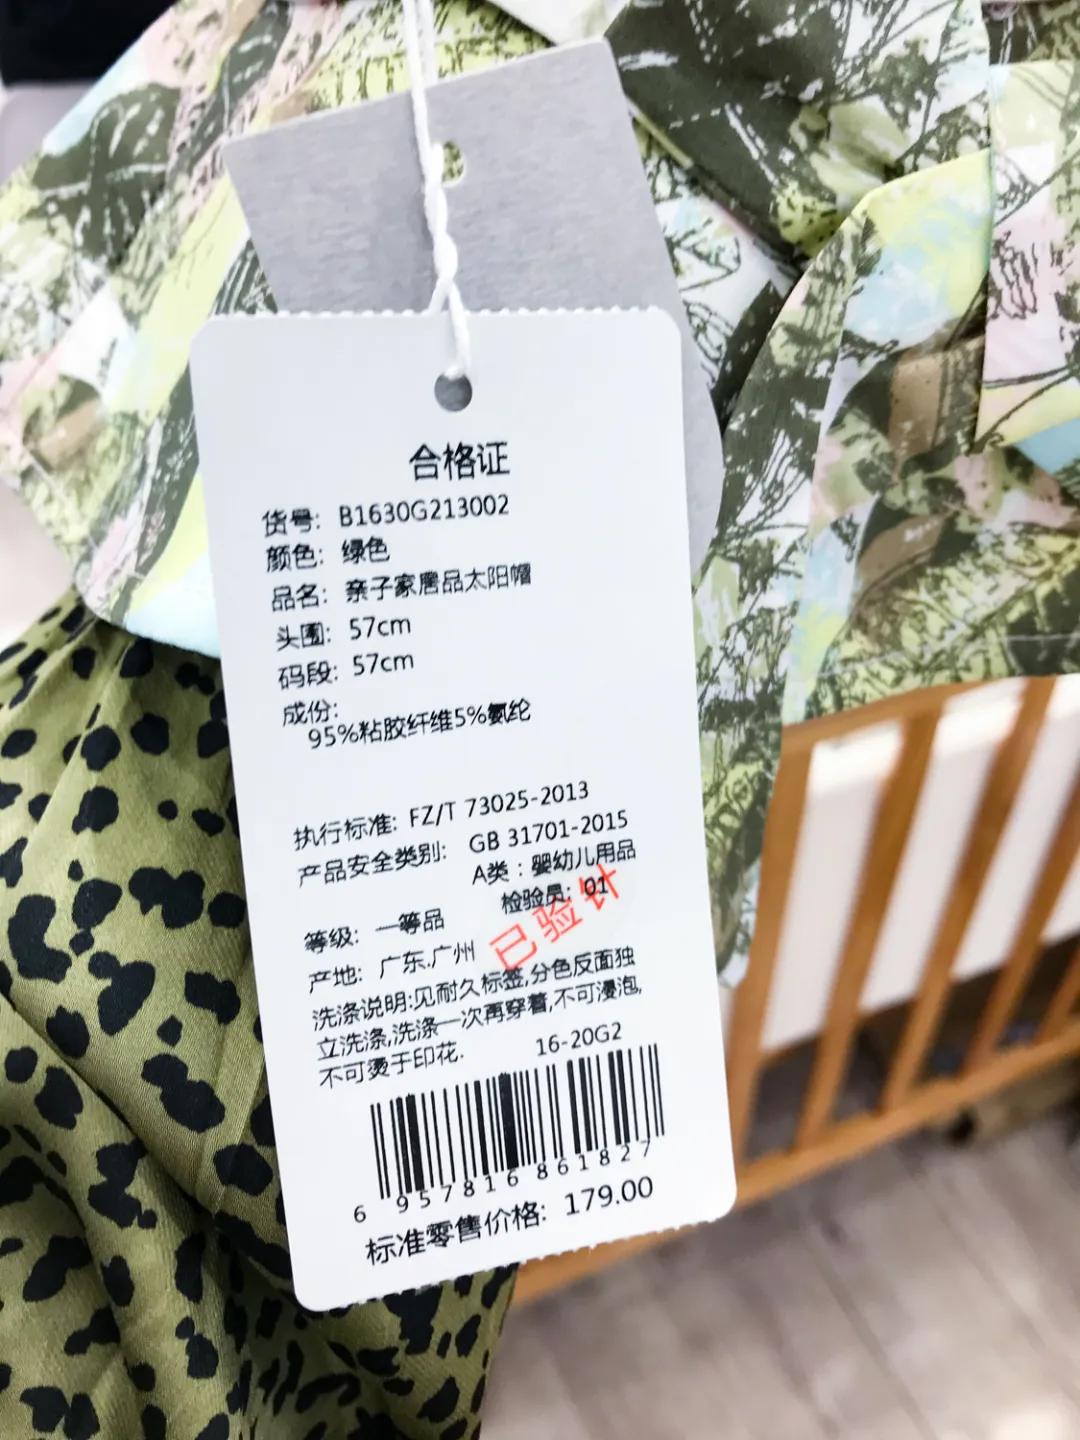 合格证
货号: B1630G213002
颜色: 绿色
品名: 亲子家居品太阳帽
头围: 57cm
码段: 57cm
成份:
95%粘胶纤维5%氨纶
执行标准: FZ/T 73025-2013
产品安全类别: GB 31701-2015
A类：婴幼儿用品
检验员: 01
等级: 一等品
已验针
产地: 广东.广州
洗涤说明:见耐久标签,分色反面独
立洗涤,洗涤一次再穿着,不可浸泡,
不可烫于印花.
16-20G2
6 957816 861827
标准零售价格: 179.00